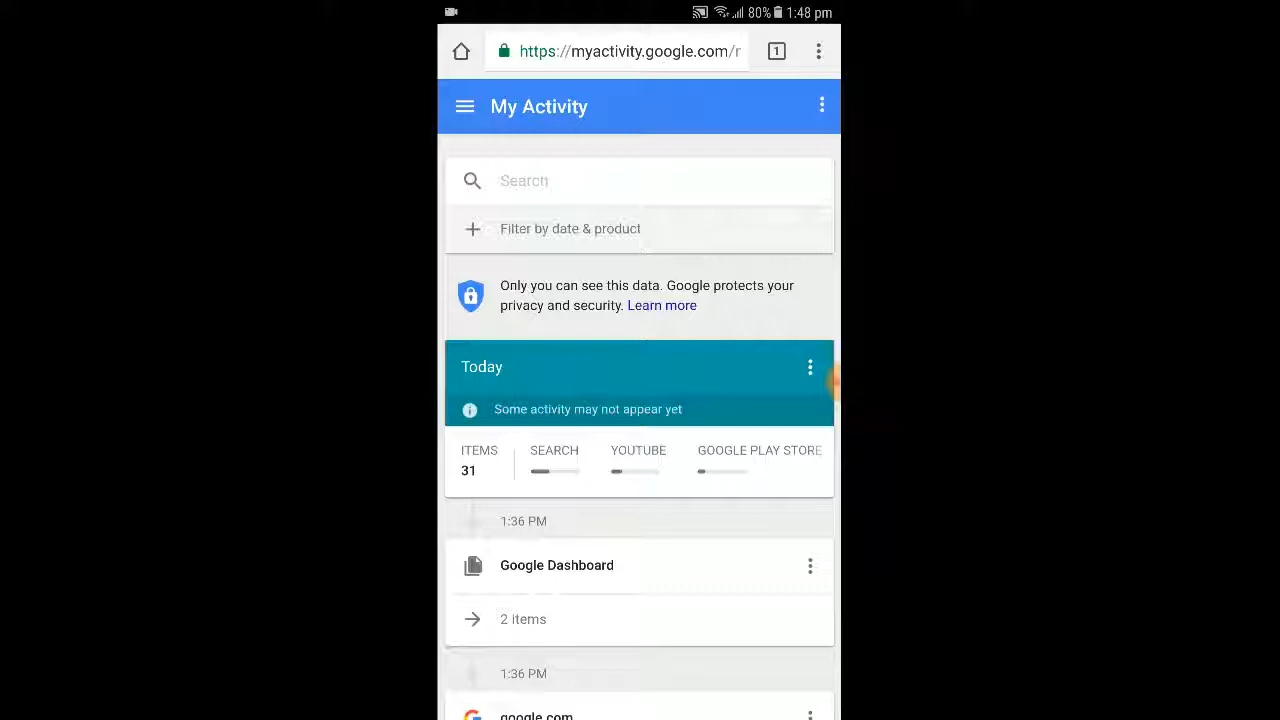 80% 1:48 pm
https://myactivity.google.com/r
1
My Activity
Search
Filter by date & product
Only you can see this data. Google protects your
privacy and security. Learn more
Today
Some activity may not appear yet
ITEMS SEARCH YOUTUBE GOOGLE PLAY STORE
31
1:36 PM
Google Dashboard
2 items
1:36 PM
google.com